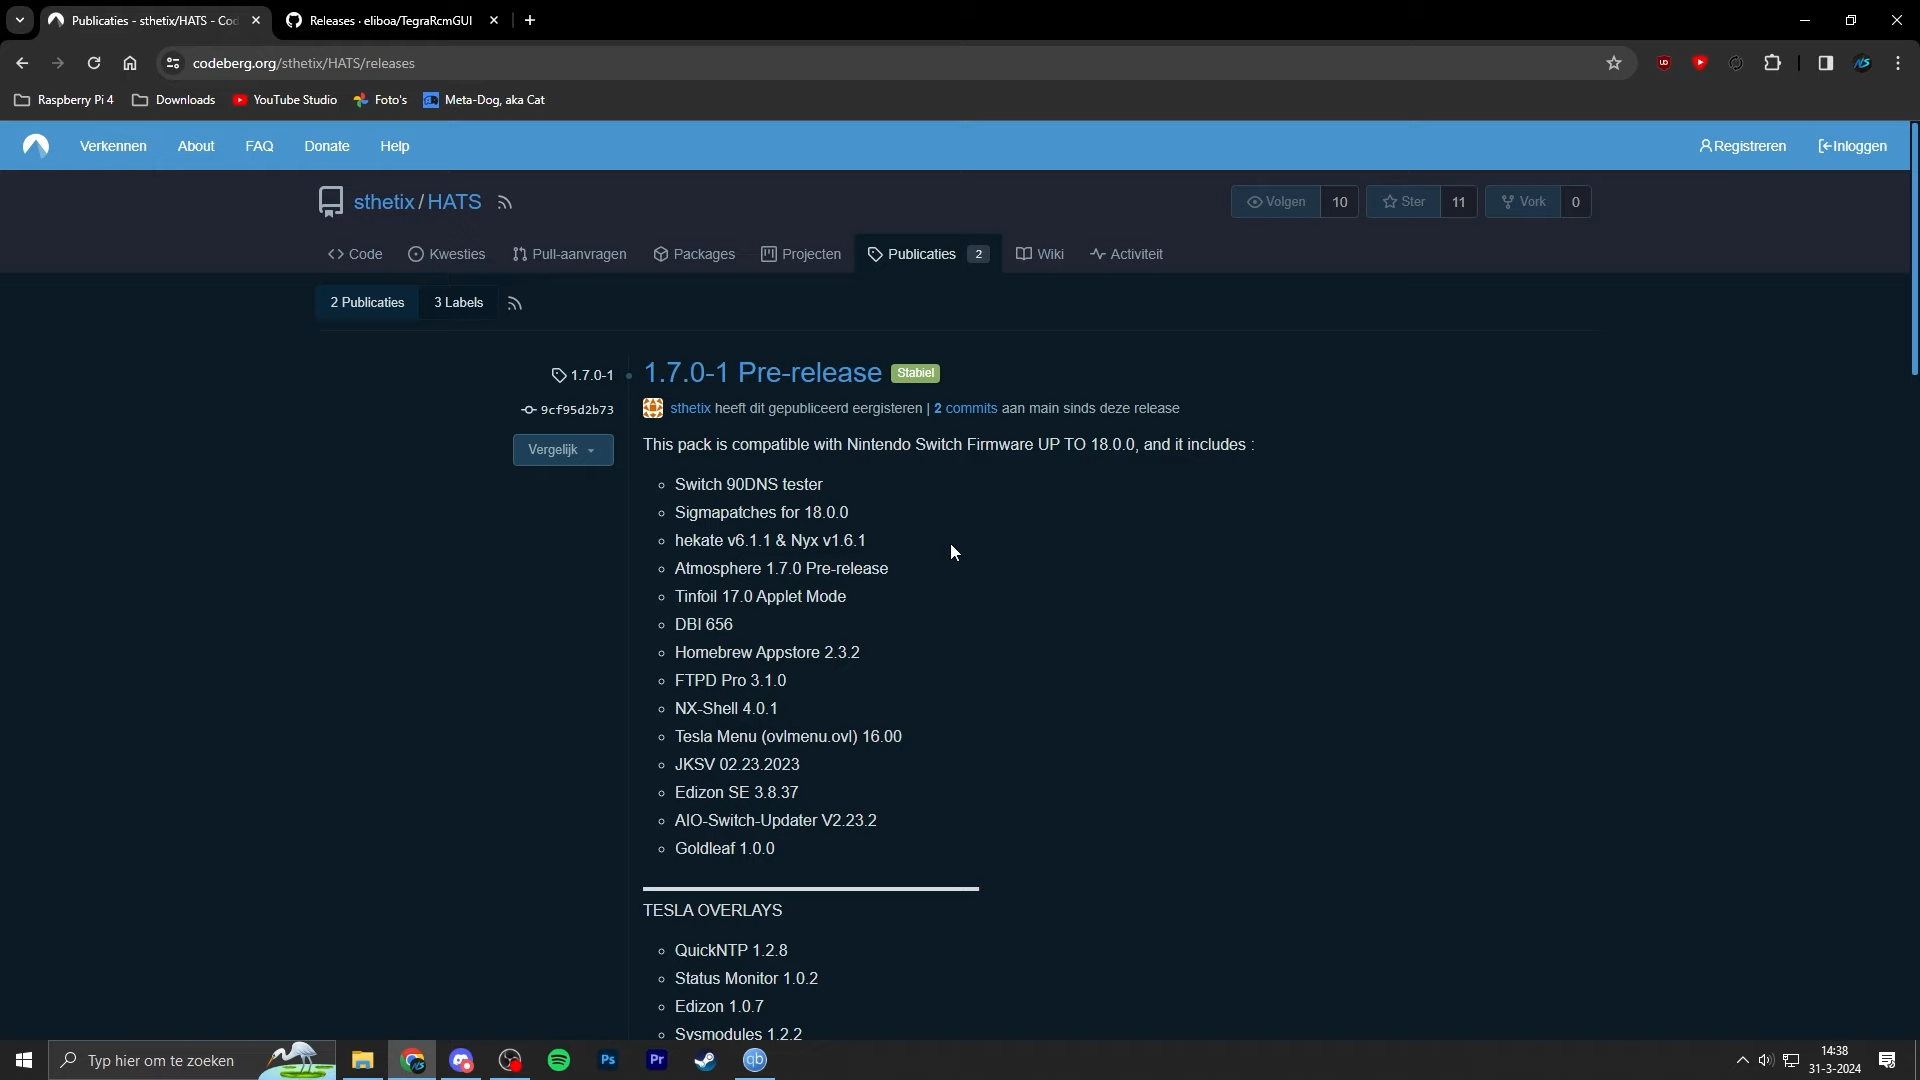 Publicaties - sthetix/HATS - Coc
Releases · eliboa/TegraRcmGUI
codeberg.org/sthetix/HATS/releases
Raspberry Pi 4
Downloads
YouTube Studio
Foto's
Meta-Dog, aka Cat
Verkennen
About
FAQ
Donate
Help
Registreren
Inloggen
sthetix/HATS
Volgen 10
Ster 11
Vork 0
Code
Kwesties
Pull-aanvragen
Packages
Projecten
Publicaties 2
Wiki
Activiteit
2 Publicaties
3 Labels
1.7.0-1
1.7.0-1 Pre-release Stabiel
9cf95d2b73
sthetix heeft dit gepubliceerd eergisteren | 2 commits aan main sinds deze release
Vergelijk
This pack is compatible with Nintendo Switch Firmware UP TO 18.0.0, and it includes :
Switch 90DNS tester
Sigmapatches for 18.0.0
hekate v6.1.1 & Nyx v1.6.1
Atmosphere 1.7.0 Pre-release
Tinfoil 17.0 Applet Mode
DBI 656
Homebrew Appstore 2.3.2
FTPD Pro 3.1.0
NX-Shell 4.0.1
Tesla Menu (ovlmenu.ovl) 16.00
JKSV 02.23.2023
Edizon SE 3.8.37
AIO-Switch-Updater V2.23.2
Goldleaf 1.0.0
TESLA OVERLAYS
QuickNTP 1.2.8
Status Monitor 1.0.2
Edizon 1.0.7
Sysmodules 1.2.2
Typ hier om te zoeken
Ps
Pr
qb
14:38
31-3-2024